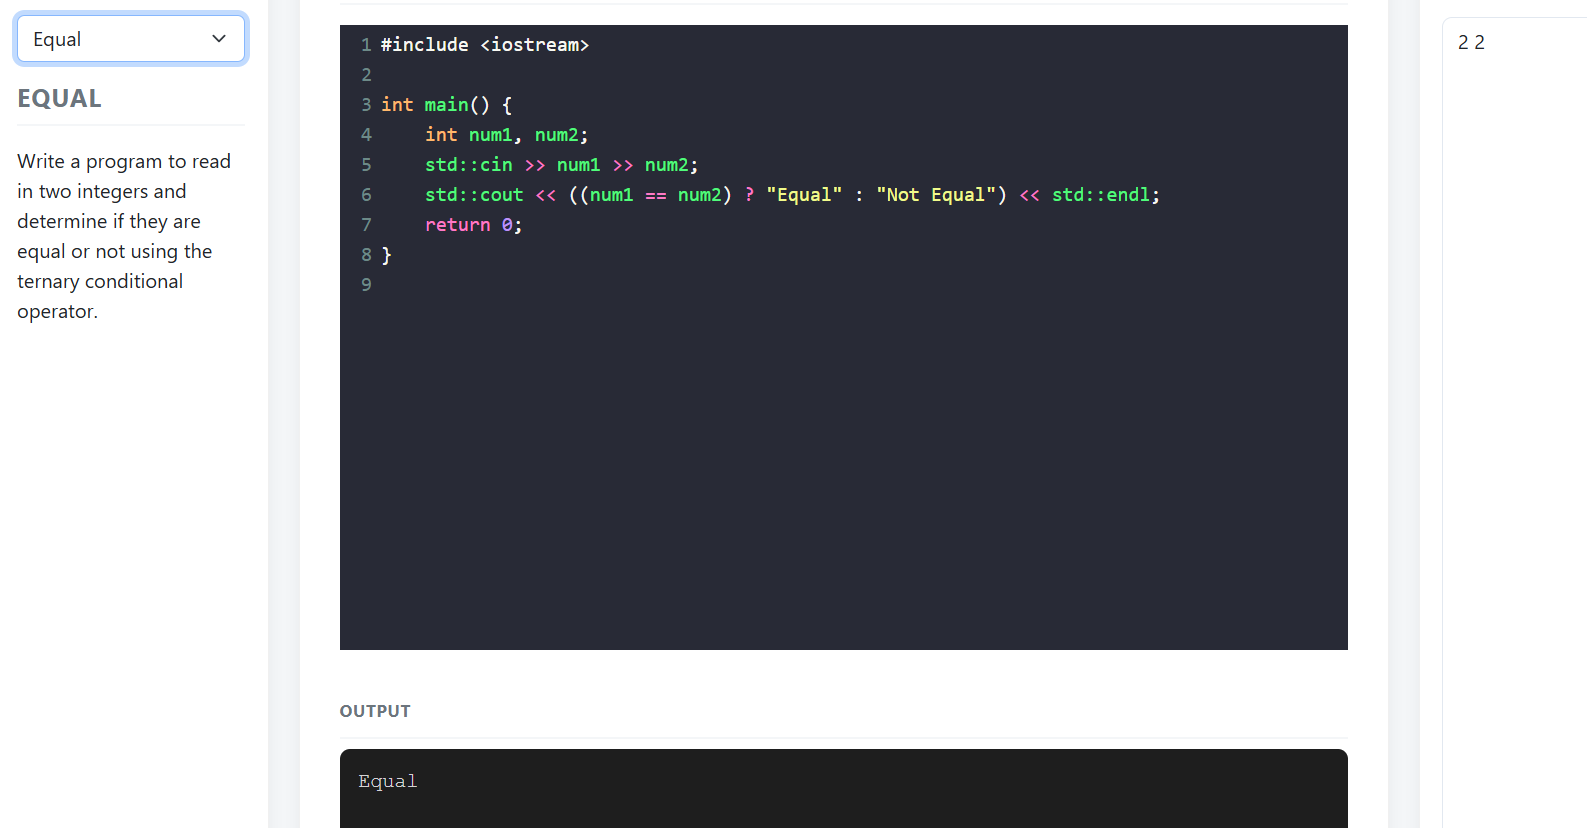 Equal
EQUAL
Write a program to read
in two integers and
determine if they are
equal or not using the
ternary conditional
operator.
1 #include <iostream>
2
3 int main() {
4     int num1, num2;
5     std::cin >> num1 >> num2;
6     std::cout << ((num1 == num2) ? "Equal" : "Not Equal") << std::endl;
7     return 0;
8 }
9
OUTPUT
Equal
2 2